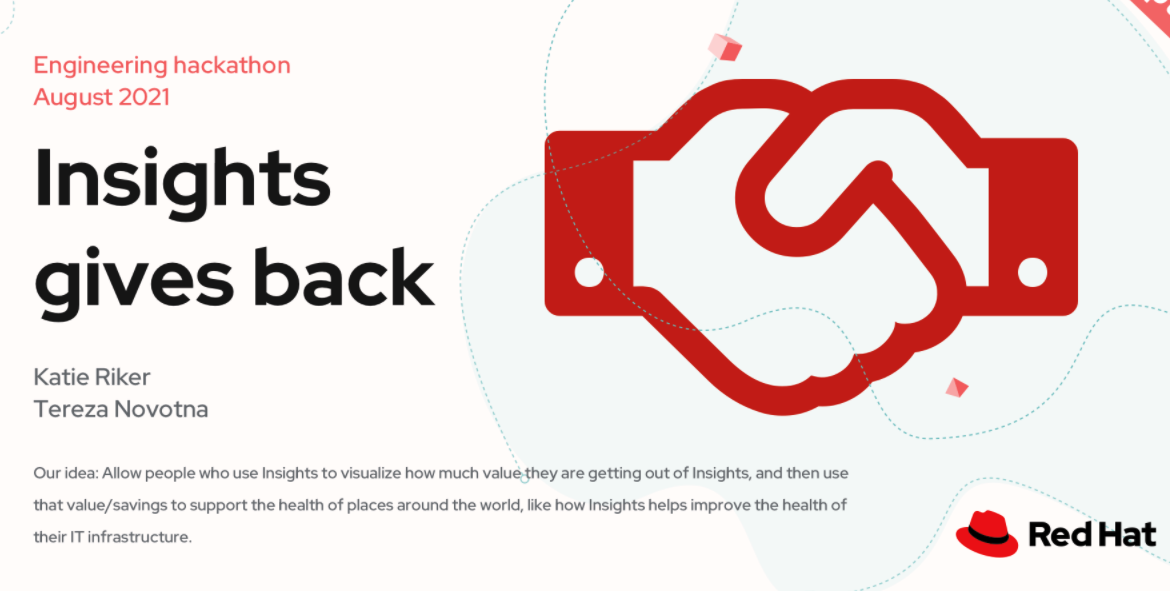 Engineering hackathon
August 2021
Insights
gives back
Katie Riker
Tereza Novotna
Our idea: Allow people who use Insights to visualize how much value they are getting out of Insights, and then use
that value/savings to support the health of places around the world, like how Insights helps improve the health of
their IT infrastructure.
Red Hat